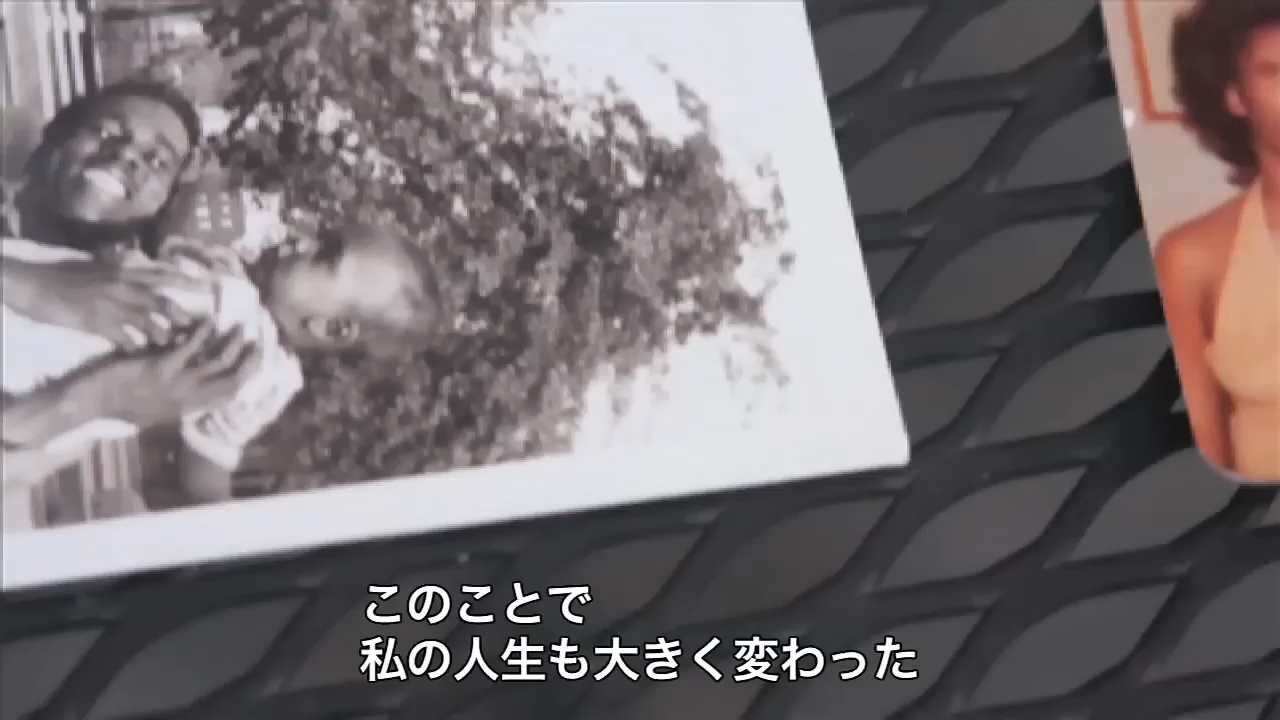 このことで
私の人生も大きく変わった